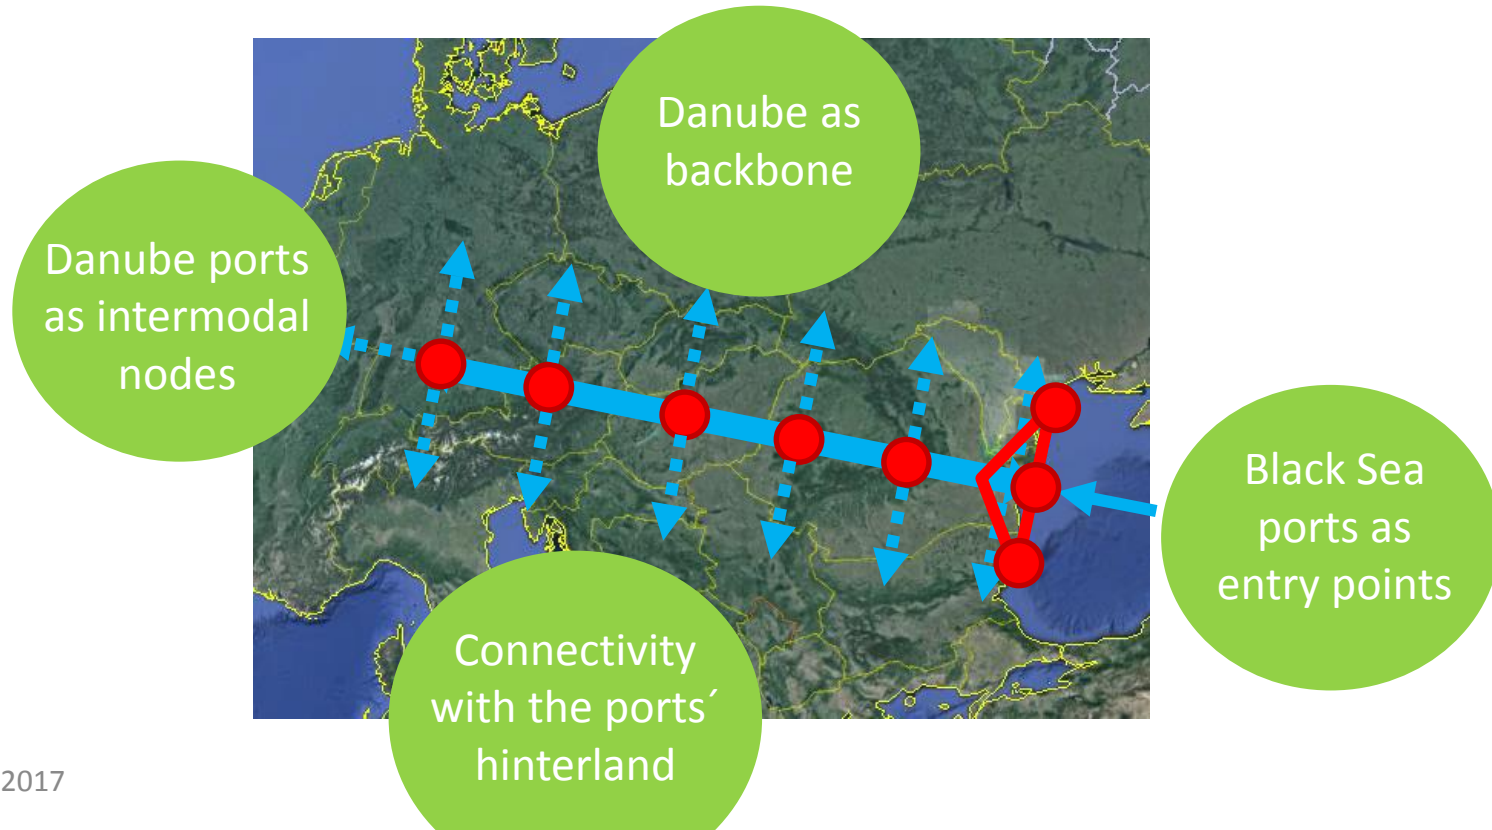 Danube as
backbone
Danube ports
as intermodal
nodes
Black Sea
ports as
entry points
Connectivity
with the ports´
hinterland
2017